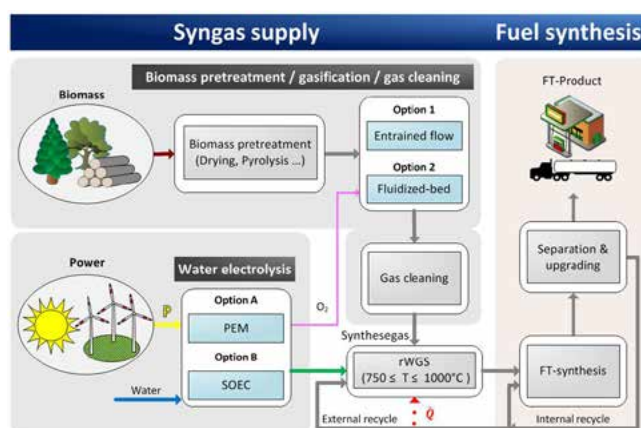 Syngas supply
Fuel synthesis
Biomass pretreatment / gasification / gas cleaning
FT-Product
Biomass
Option 1
Entrained flow
Biomass pretreatment
(Drying, Pyrolysis ...)
Option 2
Fluidized-bed
Power
Water electrolysis
Gas cleaning
Separation &
upgrading
Option A
P
PEM
O₂
Synthesegas
Option B
SOEC
Water
rWGS
(750 ≤ T ≤ 1000°C)
FT-synthesis
External recycle
Q̇
Internal recycle